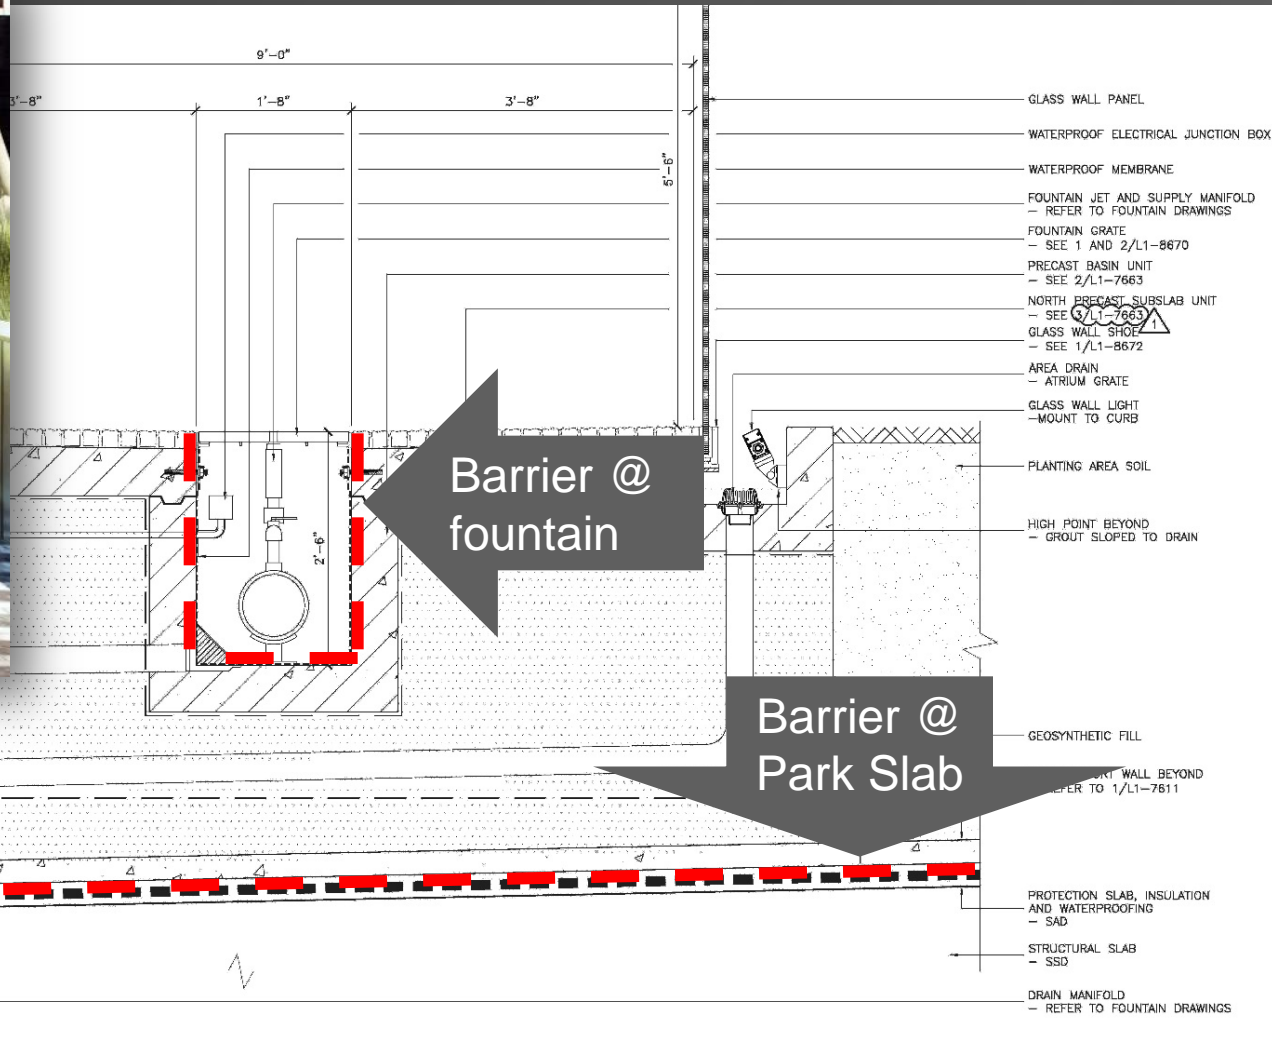 9'-0"
3'-8"
1'-8"
3'-8"
5'-6"
GLASS WALL PANEL
WATERPROOF ELECTRICAL JUNCTION BOX
WATERPROOF MEMBRANE
FOUNTAIN JET AND SUPPLY MANIFOLD
- REFER TO FOUNTAIN DRAWINGS
FOUNTAIN GRATE
- SEE 1 AND 2/L1-8670
PRECAST BASIN UNIT
- SEE 2/L1-7663
NORTH PRECAST SUBSLAB UNIT
- SEE 3/L1-7663
1
GLASS WALL SHOE
- SEE 1/L1-8672
AREA DRAIN
- ATRIUM GRATE
GLASS WALL LIGHT
-MOUNT TO CURB
PLANTING AREA SOIL
HIGH POINT BEYOND
- GROUT SLOPED TO DRAIN
Barrier @
fountain
2'-6"
Barrier @
Park Slab
GEOSYNTHETIC FILL
WALL BEYOND
TO 1/L1-7611
PROTECTION SLAB, INSULATION
AND WATERPROOFING
- SAD
STRUCTURAL SLAB
- SSD
DRAIN MANIFOLD
- REFER TO FOUNTAIN DRAWINGS